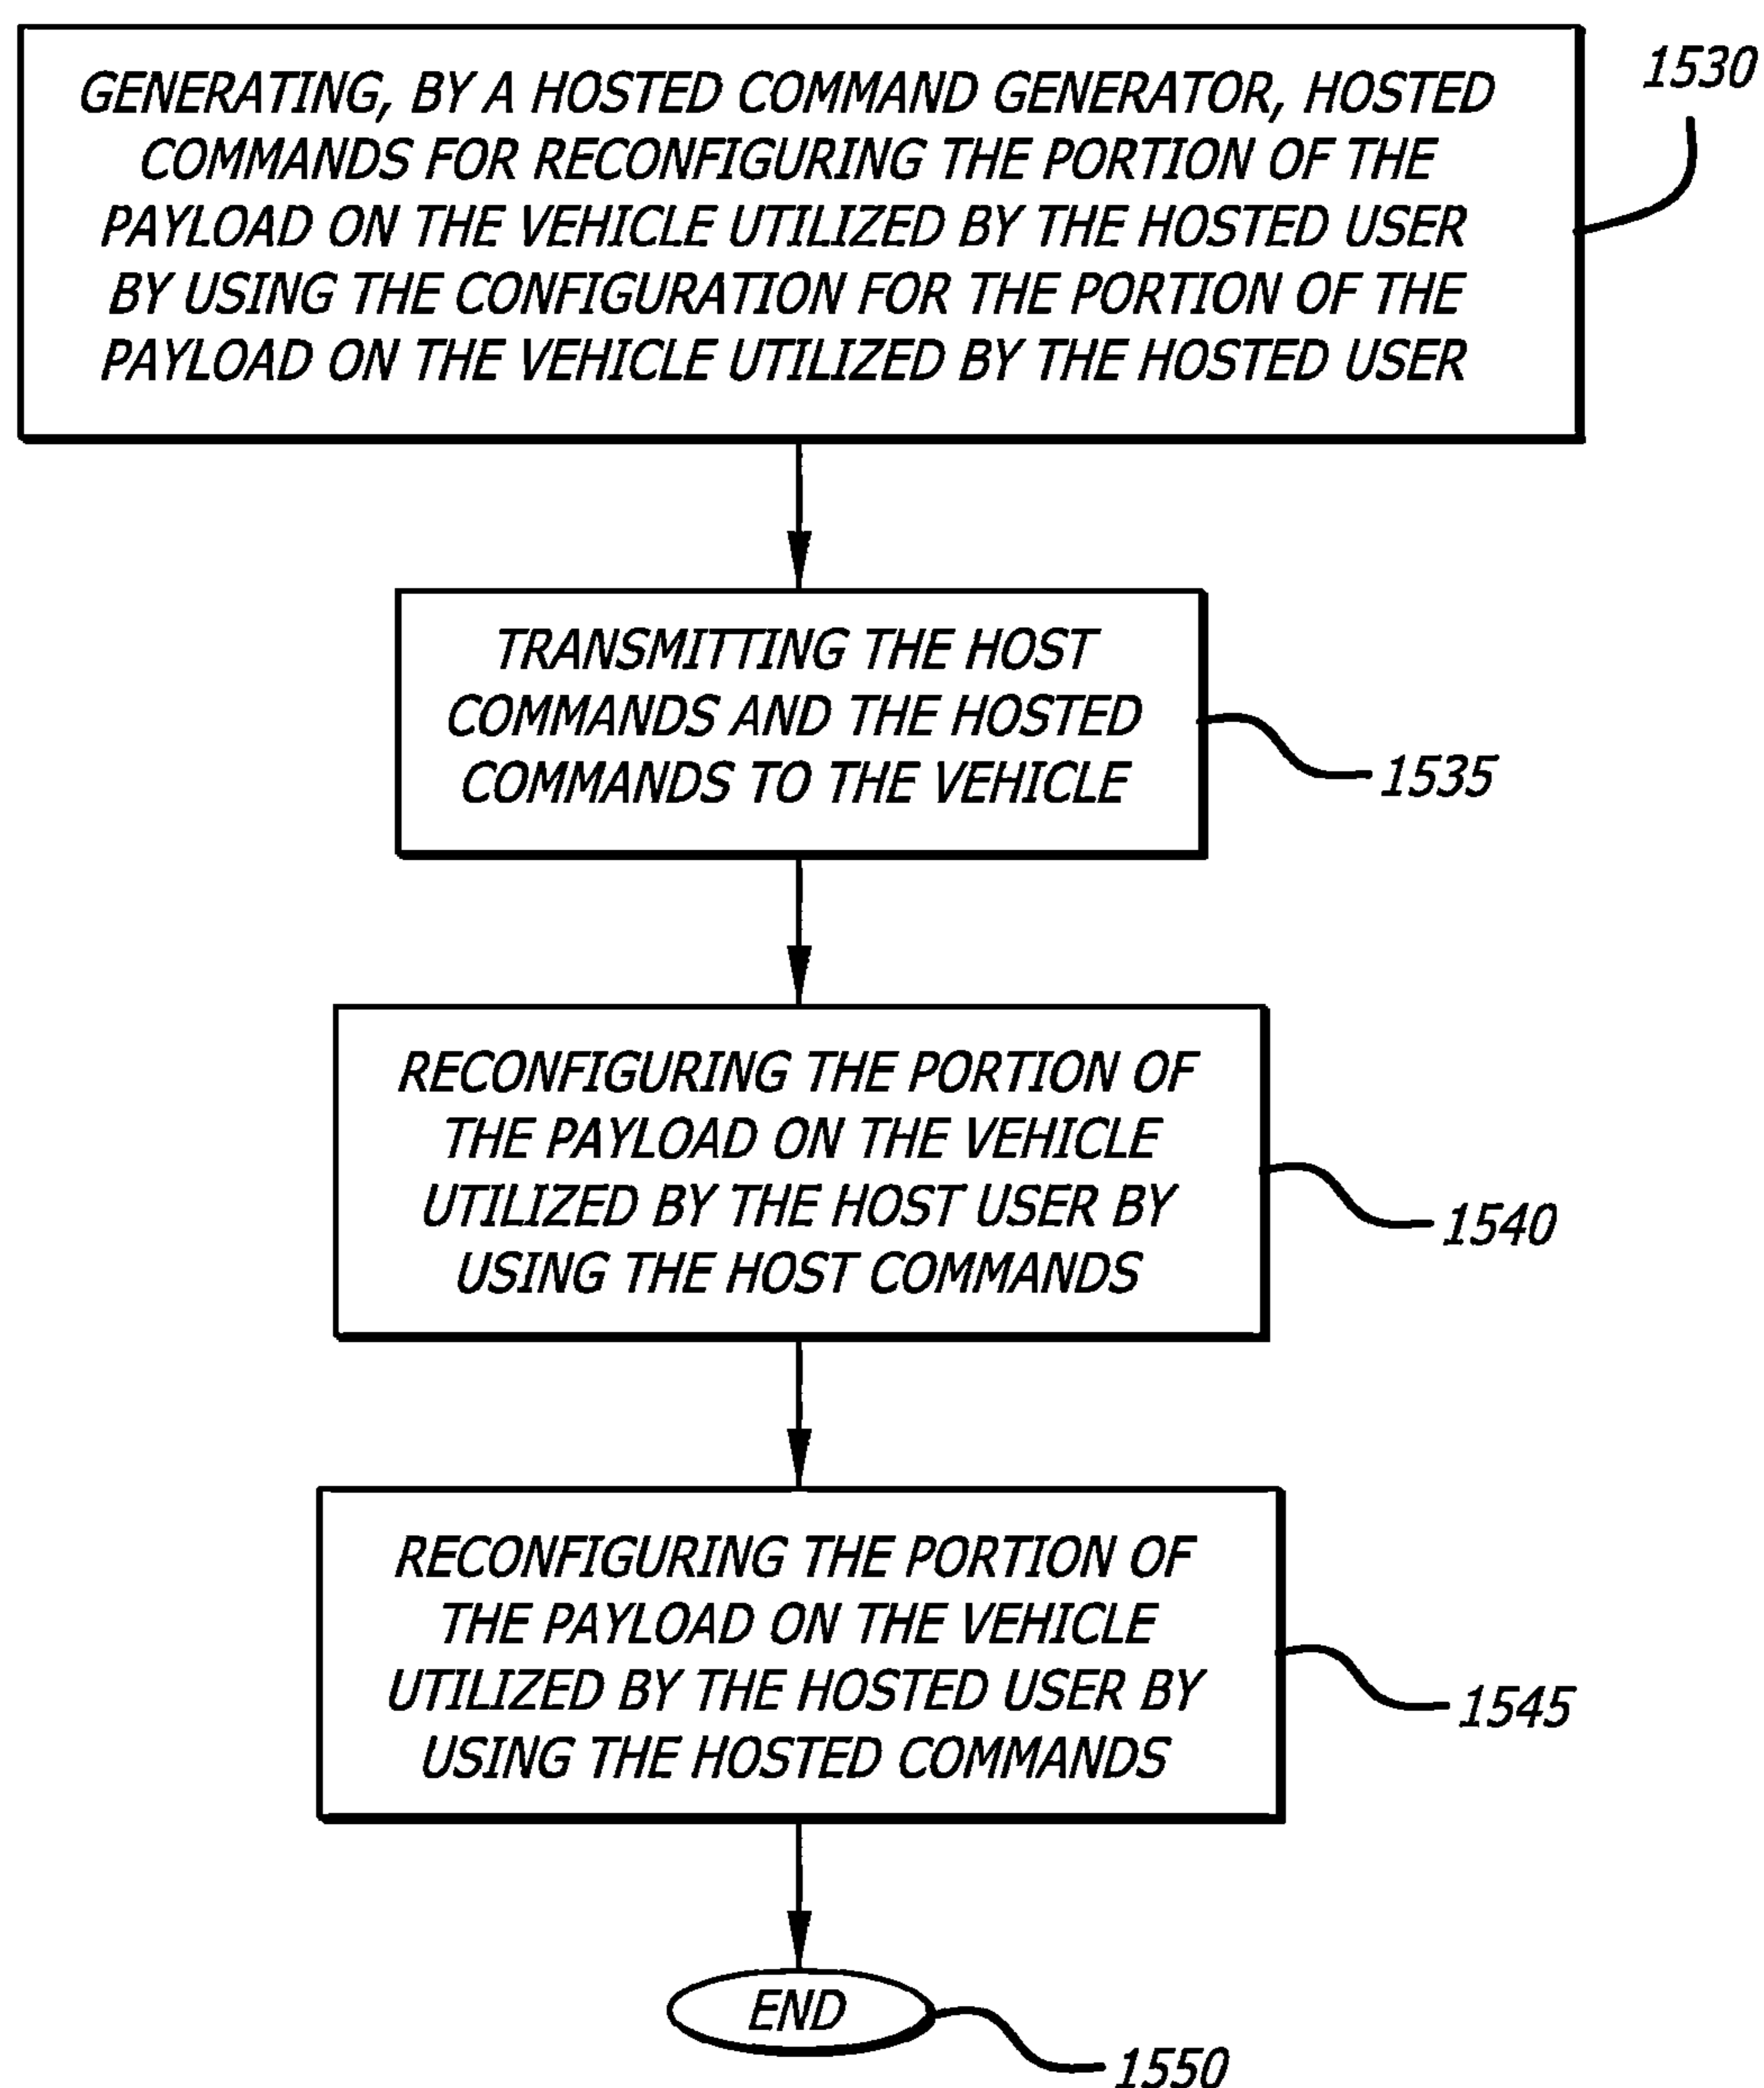 GENERATING, BY A HOSTED COMMAND GENERATOR, HOSTED
COMMANDS FOR RECONFIGURING THE PORTION OF THE
PAYLOAD ON THE VEHICLE UTILIZED BY THE HOSTED USER
BY USING THE CONFIGURATION FOR THE PORTION OF THE
PAYLOAD ON THE VEHICLE UTILIZED BY THE HOSTED USER
1530
TRANSMITTING THE HOST
COMMANDS AND THE HOSTED
COMMANDS TO THE VEHICLE
1535
RECONFIGURING THE PORTION OF
THE PAYLOAD ON THE VEHICLE
UTILIZED BY THE HOST USER BY
USING THE HOST COMMANDS
1540
RECONFIGURING THE PORTION OF
THE PAYLOAD ON THE VEHICLE
UTILIZED BY THE HOSTED USER BY
USING THE HOSTED COMMANDS
1545
END
1550